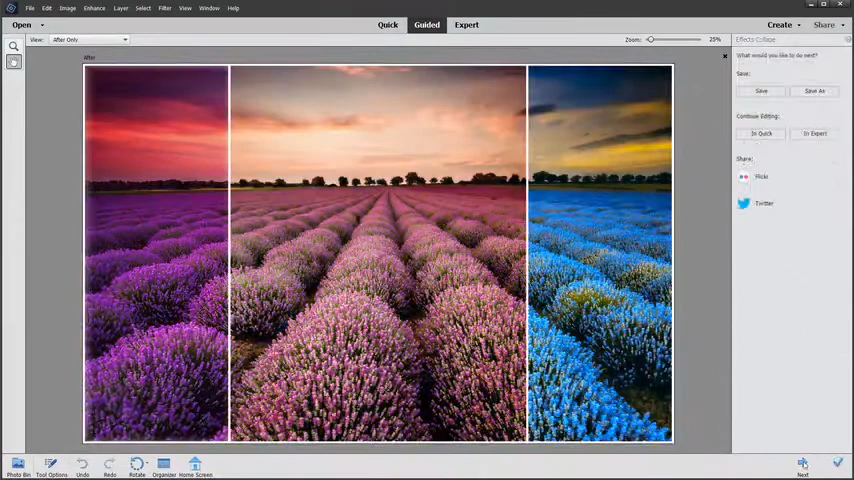 File Edit Image Enhance Layer Select Filter View Window Help
Open Quick Guided Expert Create Share
View: After Only Zoom: 25% Effects Collage
After
What would you like to do next?
Save:
Save Save As
Continue Editing:
In Quick In Expert
Share:
Flickr
Twitter
Photo Bin Tool Options Undo Redo Rotate Organizer Home Screen Next